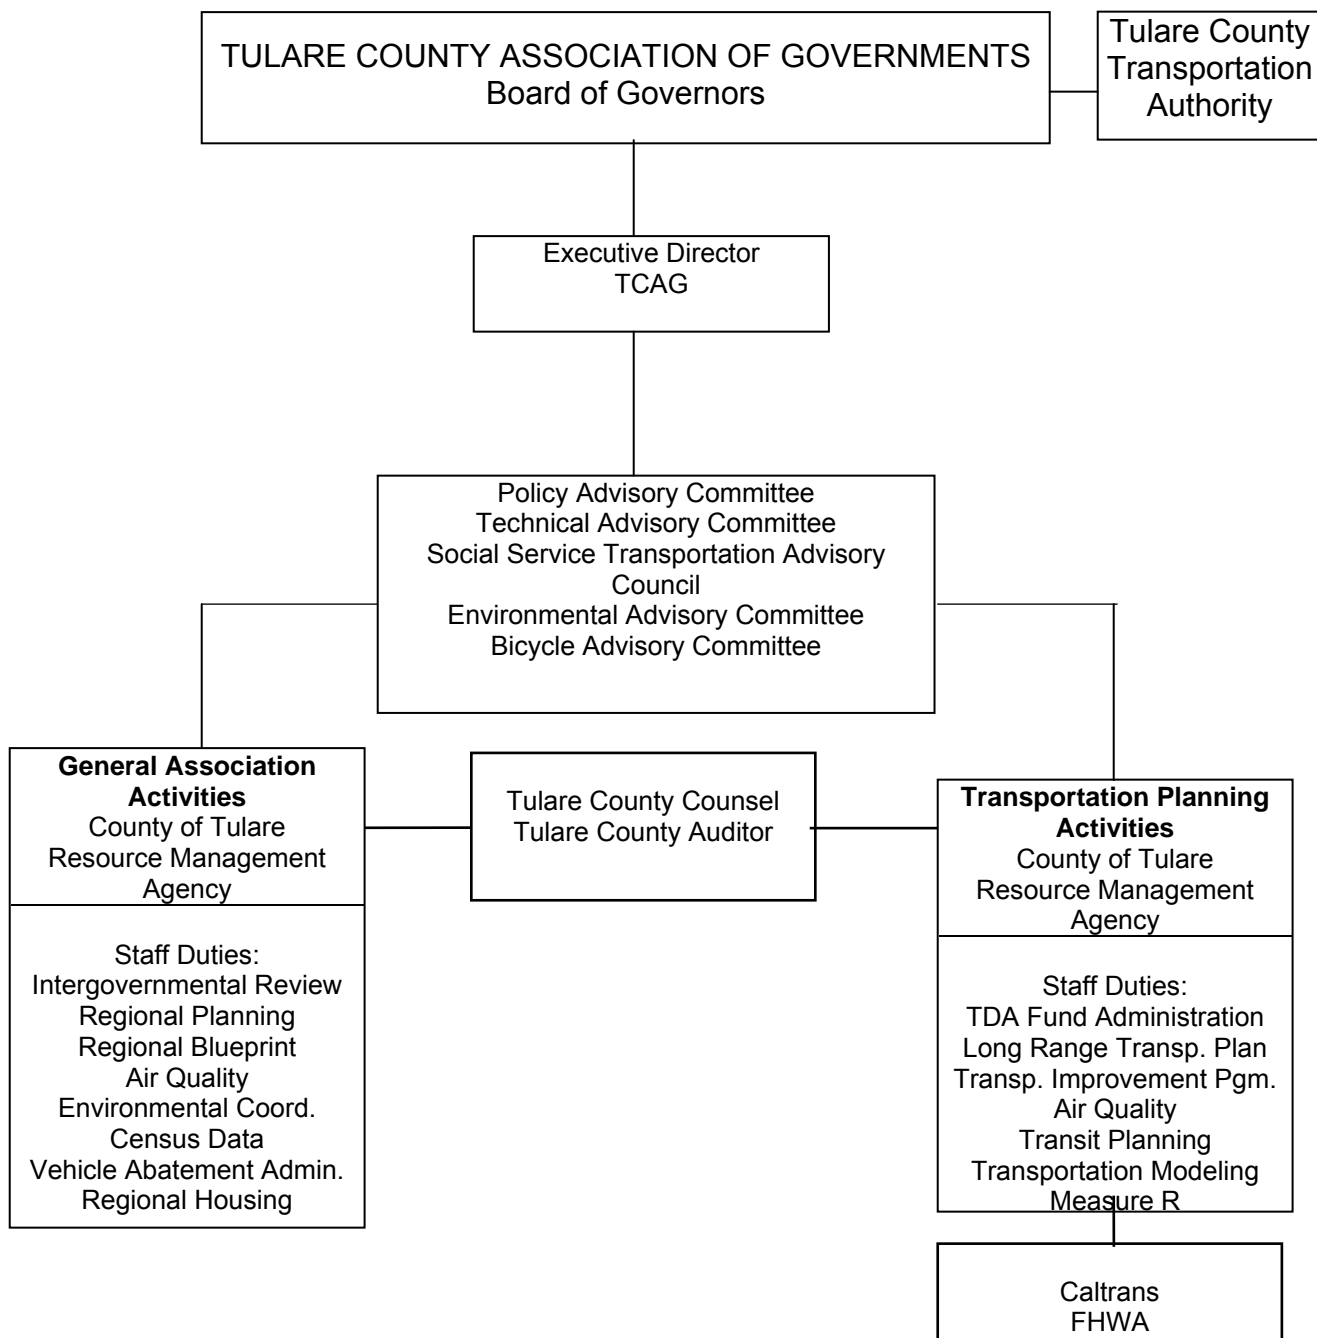 TULARE COUNTY ASSOCIATION OF GOVERNMENTS
Board of Governors
Tulare County
Transportation
Authority
Executive Director
TCAG
Policy Advisory Committee
Technical Advisory Committee
Social Service Transportation Advisory
Council
Environmental Advisory Committee
Bicycle Advisory Committee
General Association
Activities
County of Tulare
Resource Management
Agency
Staff Duties:
Intergovernmental Review
Regional Planning
Regional Blueprint
Air Quality
Environmental Coord.
Census Data
Vehicle Abatement Admin.
Regional Housing
Tulare County Counsel
Tulare County Auditor
Transportation Planning
Activities
County of Tulare
Resource Management
Agency
Staff Duties:
TDA Fund Administration
Long Range Transp. Plan
Transp. Improvement Pgm.
Air Quality
Transit Planning
Transportation Modeling
Measure R
Caltrans
FHWA